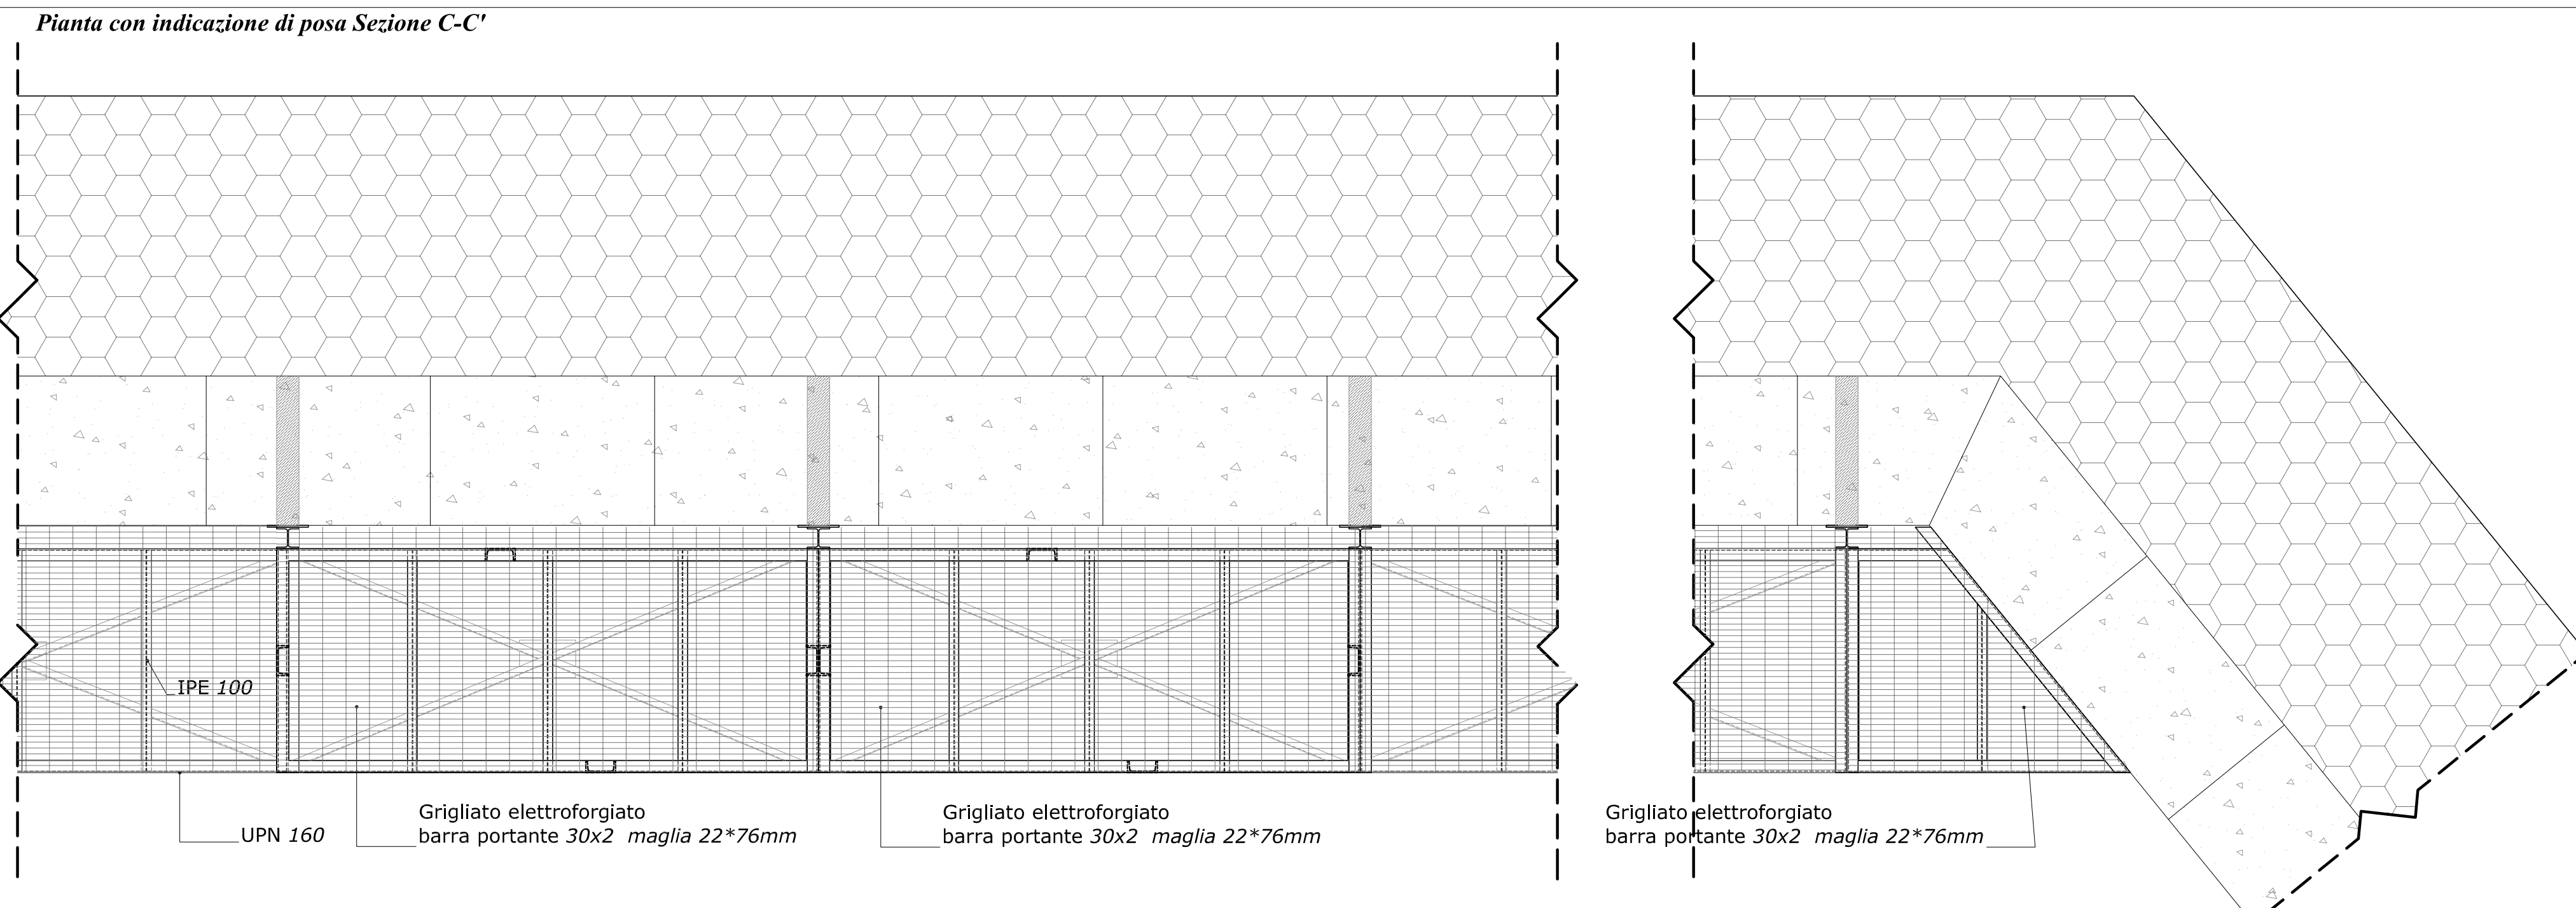 Pianta con indicazione di posa Sezione C-C'
IPE 100
UPN 160
Grigliato elettroforgiato
barra portante 30x2 maglia 22*76mm
Grigliato elettroforgiato
barra portante 30x2 maglia 22*76mm
Grigliato elettroforgiato
barra portante 30x2 maglia 22*76mm